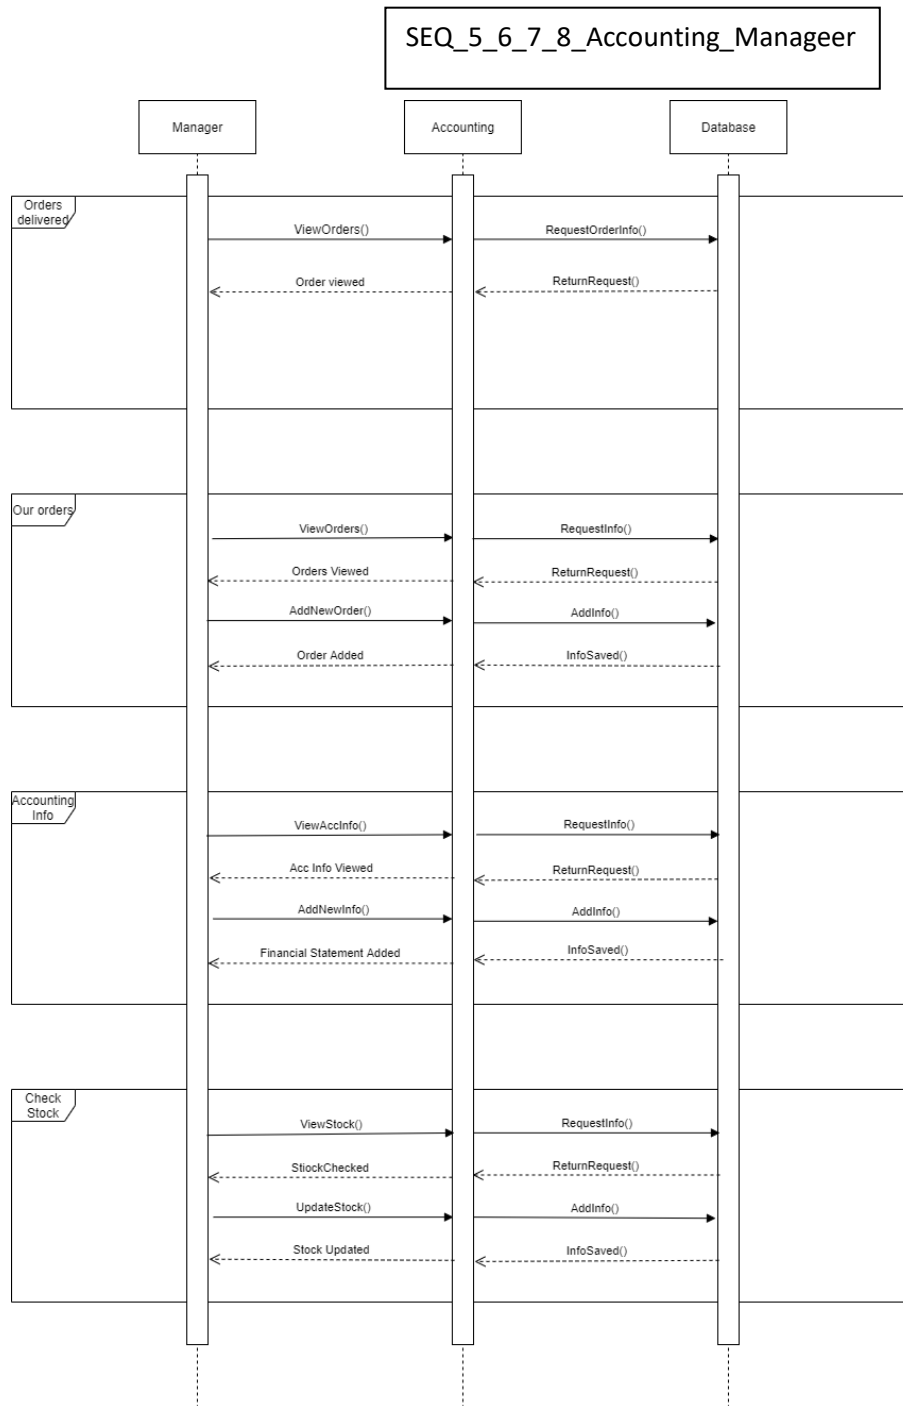 SEQ_5_6_7_8_Accounting_Manageer
Manager
Accounting
Database
Orders
delivered
ViewOrders()
RequestOrderInfo()
Order viewed
ReturnRequest()
Our orders
ViewOrders()
RequestInfo()
Orders Viewed
ReturnRequest()
AddNewOrder()
AddInfo()
Order Added
InfoSaved()
Accounting
Info
ViewAccInfo()
RequestInfo()
Acc Info Viewed
ReturnRequest()
AddNewInfo()
AddInfo()
Financial Statement Added
InfoSaved()
Check
Stock
ViewStock()
RequestInfo()
StiockChecked
ReturnRequest()
UpdateStock()
AddInfo()
Stock Updated
InfoSaved()